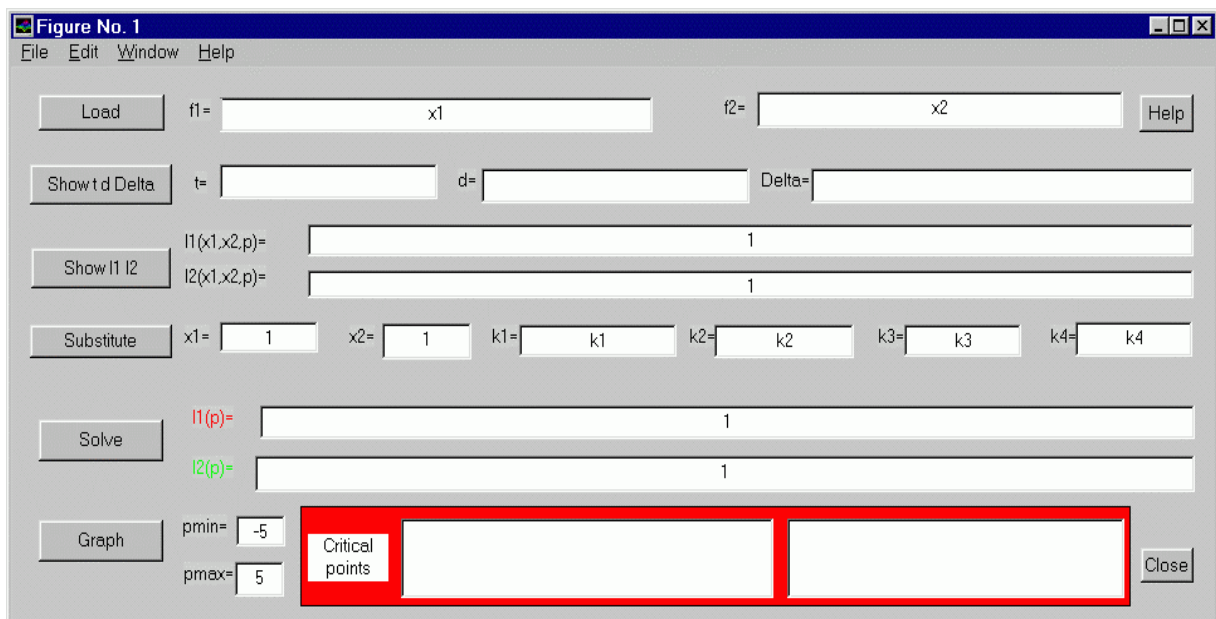 Figure No. 1
File Edit Window Help
Load f1= x1 f2= x2 Help
Show t d Delta t= d= Delta=
Show l1 l2
l1(x1,x2,p)= 1
l2(x1,x2,p)= 1
Substitute x1= 1 x2= 1 k1= k1 k2= k2 k3= k3 k4= k4
Solve
l1(p)= 1
l2(p)= 1
Graph
pmin= -5
pmax= 5
Critical
points
Close